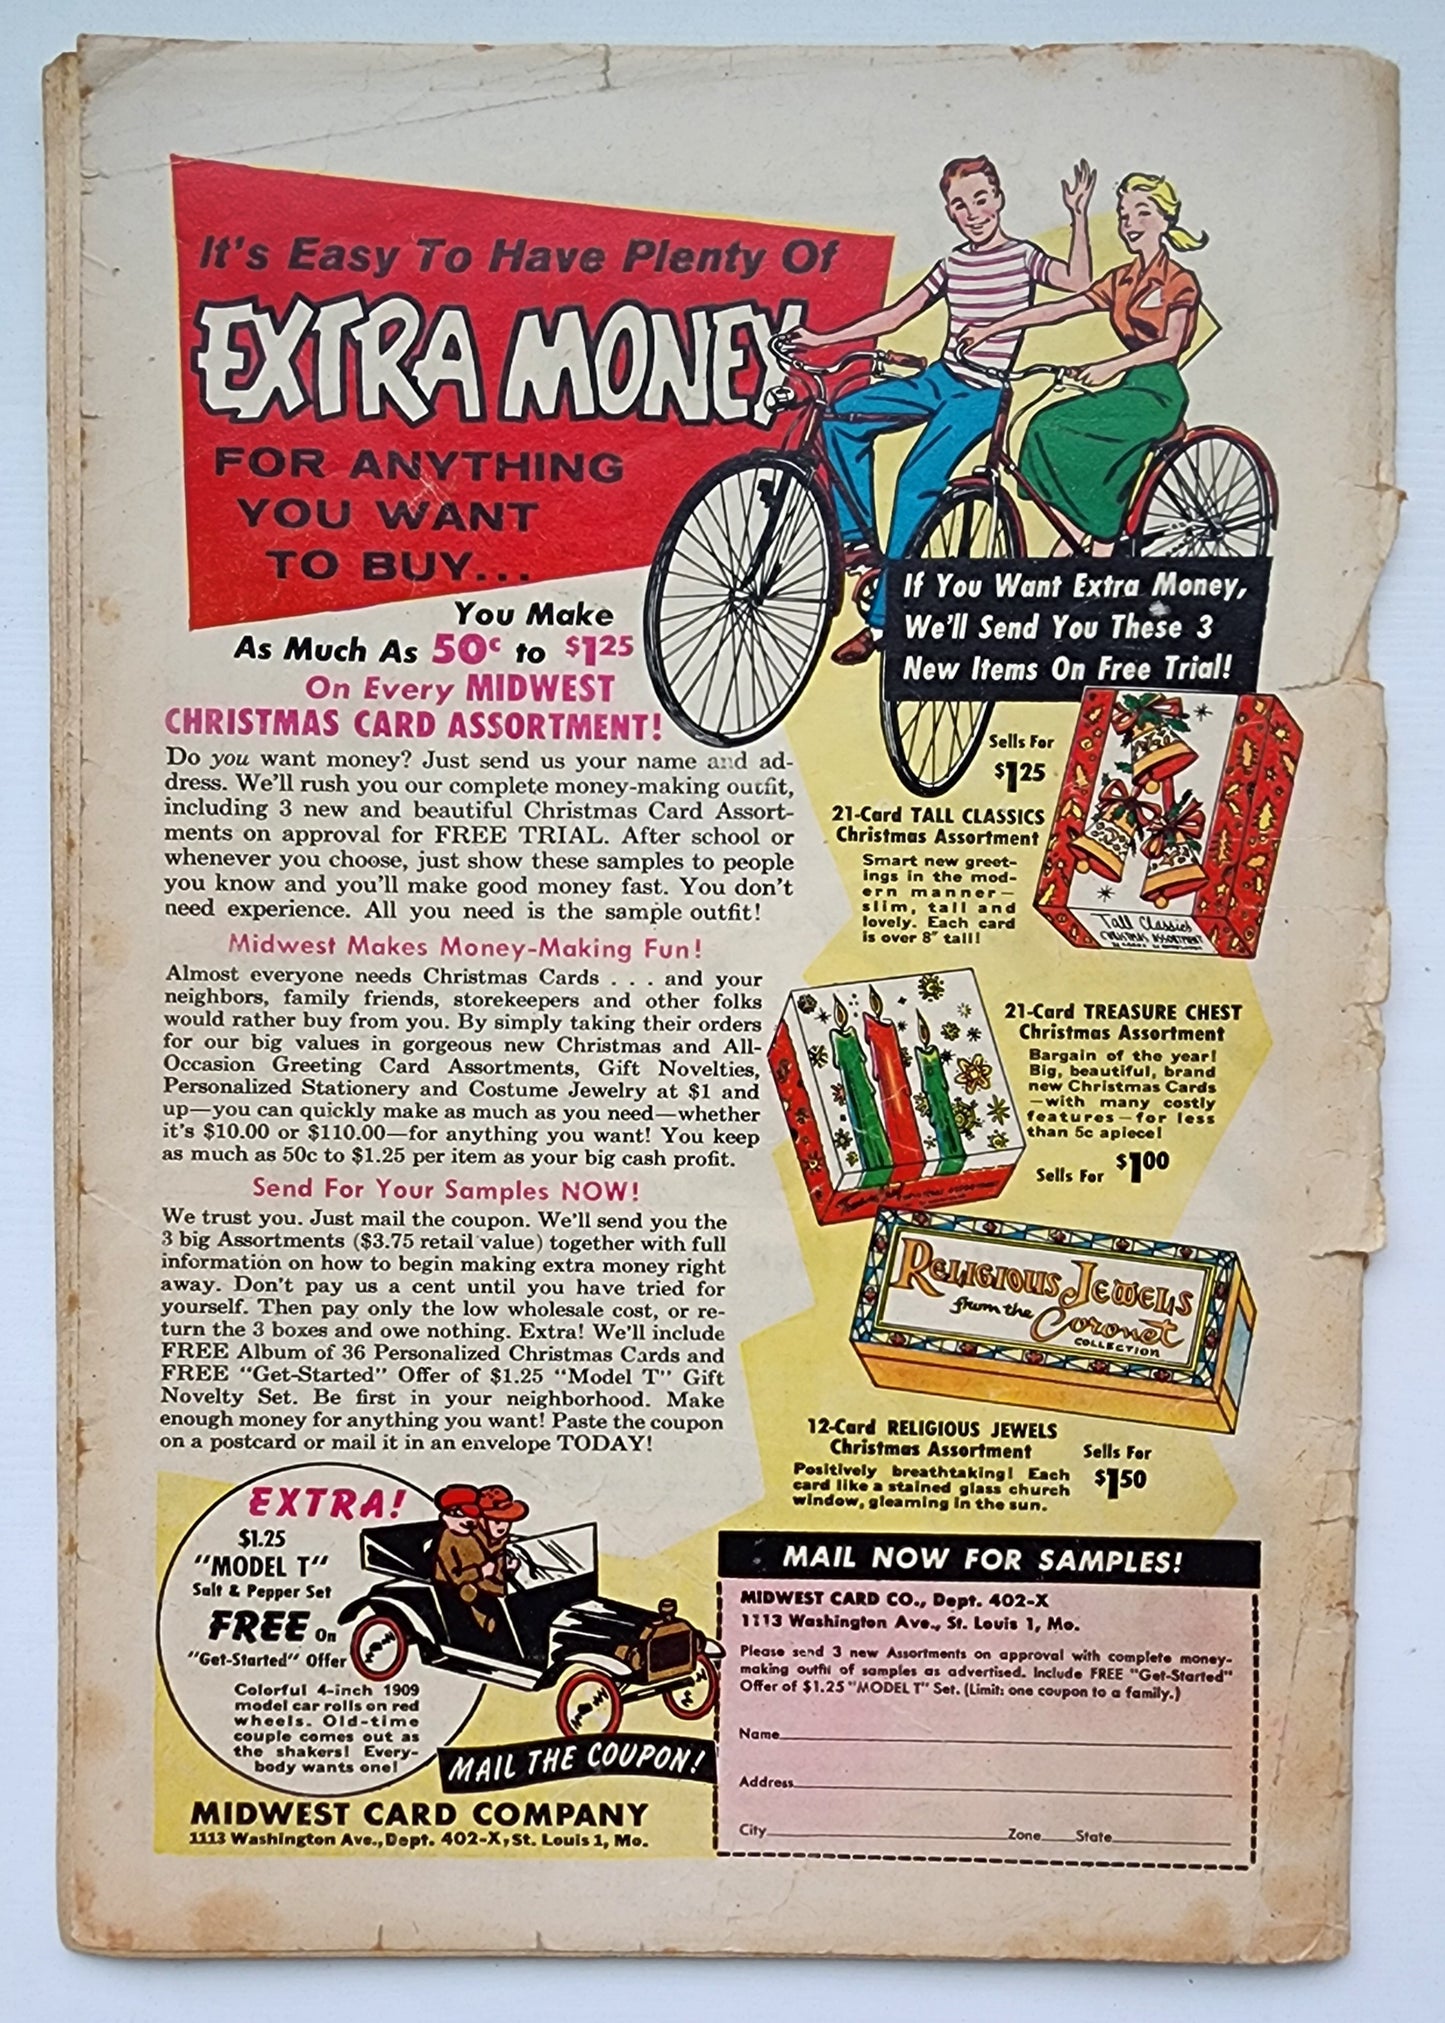 It's Easy To Have Plenty Of
EXTRA MONEY
FOR ANYTHING
YOU WANT
TO BUY...
You Make
As Much As 50c to $1.25
On Every MIDWEST
CHRISTMAS CARD ASSORTMENT!
Do you want money? Just send us your name and ad-
dress. We'll rush you our complete money-making outfit,
including 3 new and beautiful Christmas Card Assort-
ments on approval for FREE TRIAL. After school or
whenever you choose, just show these samples to people
you know and you'll make good money fast. You don't
need experience. All you need is the sample outfit!
Midwest Makes Money-Making Fun!
Almost everyone needs Christmas Cards . . . and your
neighbors, family friends, storekeepers and other folks
would rather buy from you. By simply taking their orders
for our big values in gorgeous new Christmas and All-
Occasion Greeting Card Assortments, Gift Novelties,
Personalized Stationery and Costume Jewelry at $1 and
up—you can quickly make as much as you need—whether
it's $10.00 or $110.00—for anything you want! You keep
as much as 50c to $1.25 per item as your big cash profit.
Send For Your Samples NOW!
We trust you. Just mail the coupon. We'll send you the
3 big Assortments ($3.75 retail value) together with full
information on how to begin making extra money right
away. Don't pay us a cent until you have tried for
yourself. Then pay only the low wholesale cost, or re-
turn the 3 boxes and owe nothing. Extra! We'll include
FREE Album of 36 Personalized Christmas Cards and
FREE "Get-Started" Offer of $1.25 "Model T" Gift
Novelty Set. Be first in your neighborhood. Make
enough money for anything you want! Paste the coupon
on a postcard or mail it in an envelope TODAY!
If You Want Extra Money,
We'll Send You These 3
New Items On Free Trial!
Sells For
$1.25
21-Card TALL CLASSICS
Christmas Assortment
Smart new greet-
ings in the mod-
ern manner—
slim, tall and
lovely. Each card
is over 8" tall!
Tall Classics
CHRISTMAS ASSORTMENT
21-Card TREASURE CHEST
Christmas Assortment
Bargain of the year!
Big, beautiful, brand
new Christmas Cards
—with many costly
features—for less
than 5c apiece!
Sells For $1.00
RELIGIOUS JEWELS
from the
Coronet
COLLECTION
12-Card RELIGIOUS JEWELS
Christmas Assortment
Sells For
$1.50
Positively breathtaking! Each
card like a stained glass church
window, gleaming in the sun.
EXTRA!
$1.25
"MODEL T"
Salt & Pepper Set
FREE On
"Get-Started" Offer
Colorful 4-inch 1909
model car rolls on red
wheels. Old-time
couple comes out as
the shakers! Every-
body wants one!
MAIL THE COUPON!
MIDWEST CARD COMPANY
1113 Washington Ave., Dept. 402-X, St. Louis 1, Mo.
MAIL NOW FOR SAMPLES!
MIDWEST CARD CO., Dept. 402-X
1113 Washington Ave., St. Louis 1, Mo.
Please send 3 new Assortments on approval with complete money-
making outfit of samples as advertised. Include FREE "Get-Started"
Offer of $1.25 "MODEL T" Set. (Limit: one coupon to a family.)
Name
Address
City Zone State